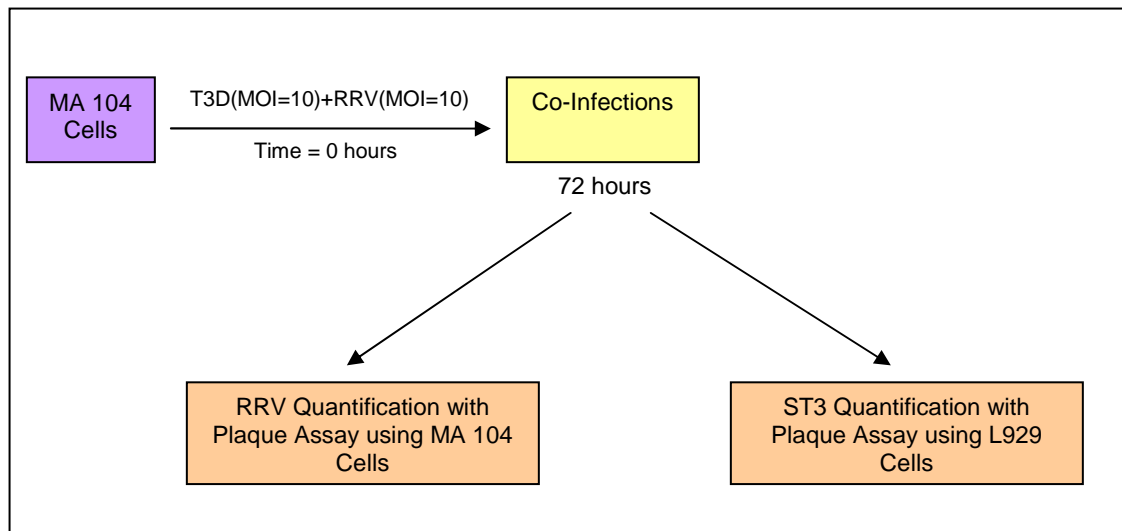 MA 104
Cells
T3D(MOI=10)+RRV(MOI=10)
Time = 0 hours
Co-Infections
72 hours
RRV Quantification with
Plaque Assay using MA 104
Cells
ST3 Quantification with
Plaque Assay using L929
Cells